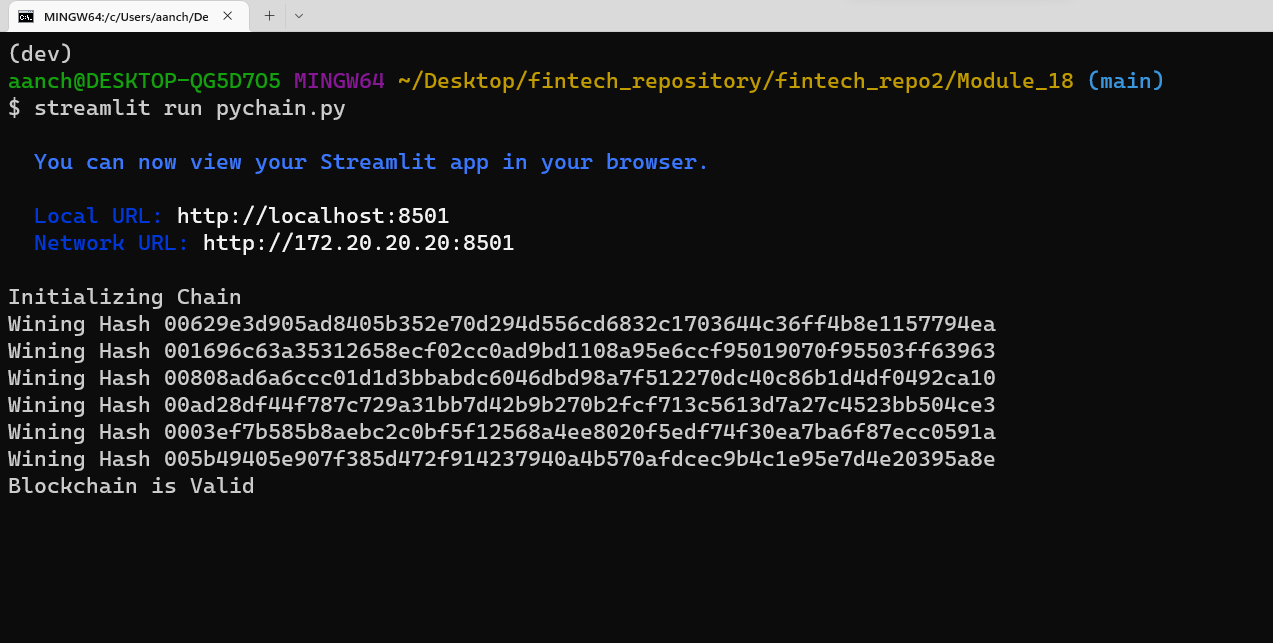 MINGW64:/c/Users/aanch/De
(dev)
aanch@DESKTOP-QG5D7O5 MINGW64 ~/Desktop/fintech_repository/fintech_repo2/Module_18 (main)
$ streamlit run pychain.py
You can now view your Streamlit app in your browser.
Local URL: http://localhost:8501
Network URL: http://172.20.20.20:8501
Initializing Chain
Wining Hash 00629e3d905ad8405b352e70d294d556cd6832c1703644c36ff4b8e1157794ea
Wining Hash 001696c63a35312658ecf02cc0ad9bd1108a95e6ccf95019070f95503ff63963
Wining Hash 00808ad6a6ccc01d1d3bbabdc6046dbd98a7f512270dc40c86b1d4df0492ca10
Wining Hash 00ad28df44f787c729a31bb7d42b9b270b2fcf713c5613d7a27c4523bb504ce3
Wining Hash 0003ef7b585b8aebc2c0bf5f12568a4ee8020f5edf74f30ea7ba6f87ecc0591a
Wining Hash 005b49405e907f385d472f914237940a4b570afdcec9b4c1e95e7d4e20395a8e
Blockchain is Valid